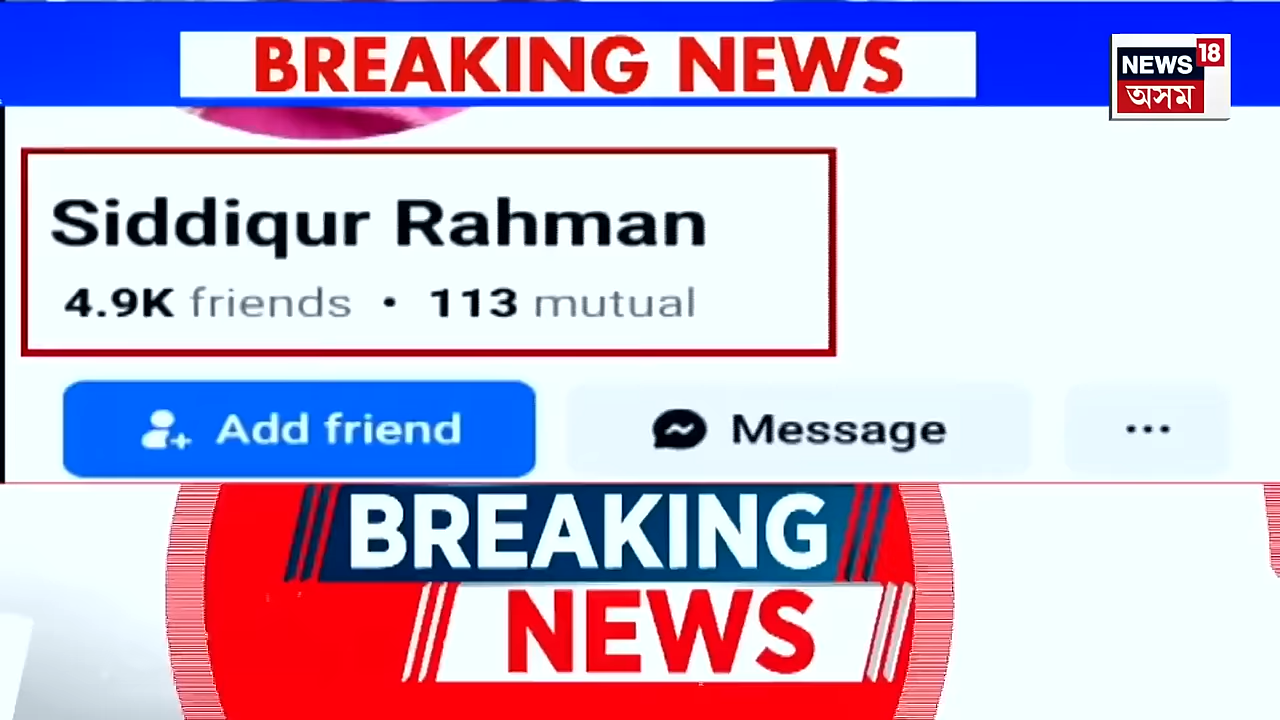 BREAKING NEWS
NEWS 18
অসম
Siddiqur Rahman
4.9K friends • 113 mutual
Add friend
Message
...
BREAKING
NEWS